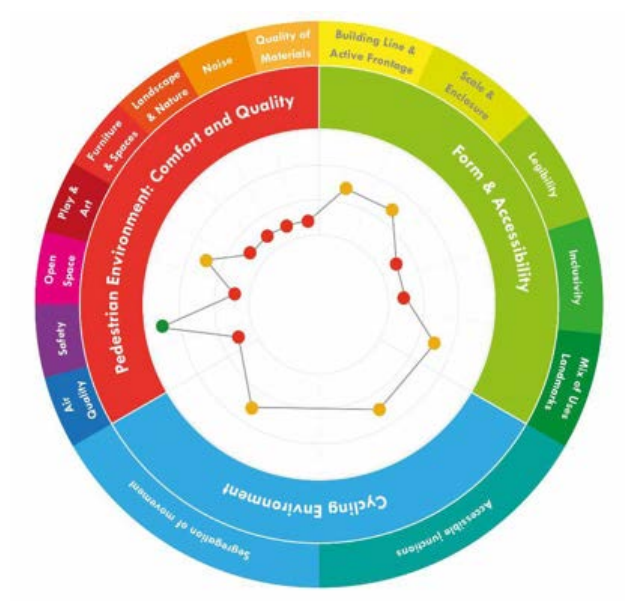 Quality of
Materials
Building Line &
Active Frontage
Scale &
Enclosure
Legibility
Inclusivity
Mix of Uses
Landmarks
Accessible junctions
Segregation of movement
Air
Quality
Safety
Open
Space
Play &
Art
Furniture
& Spaces
Landscape
& Nature
Noise
Pedestrian Environment: Comfort and Quality
Form & Accessibility
Cycling Environment